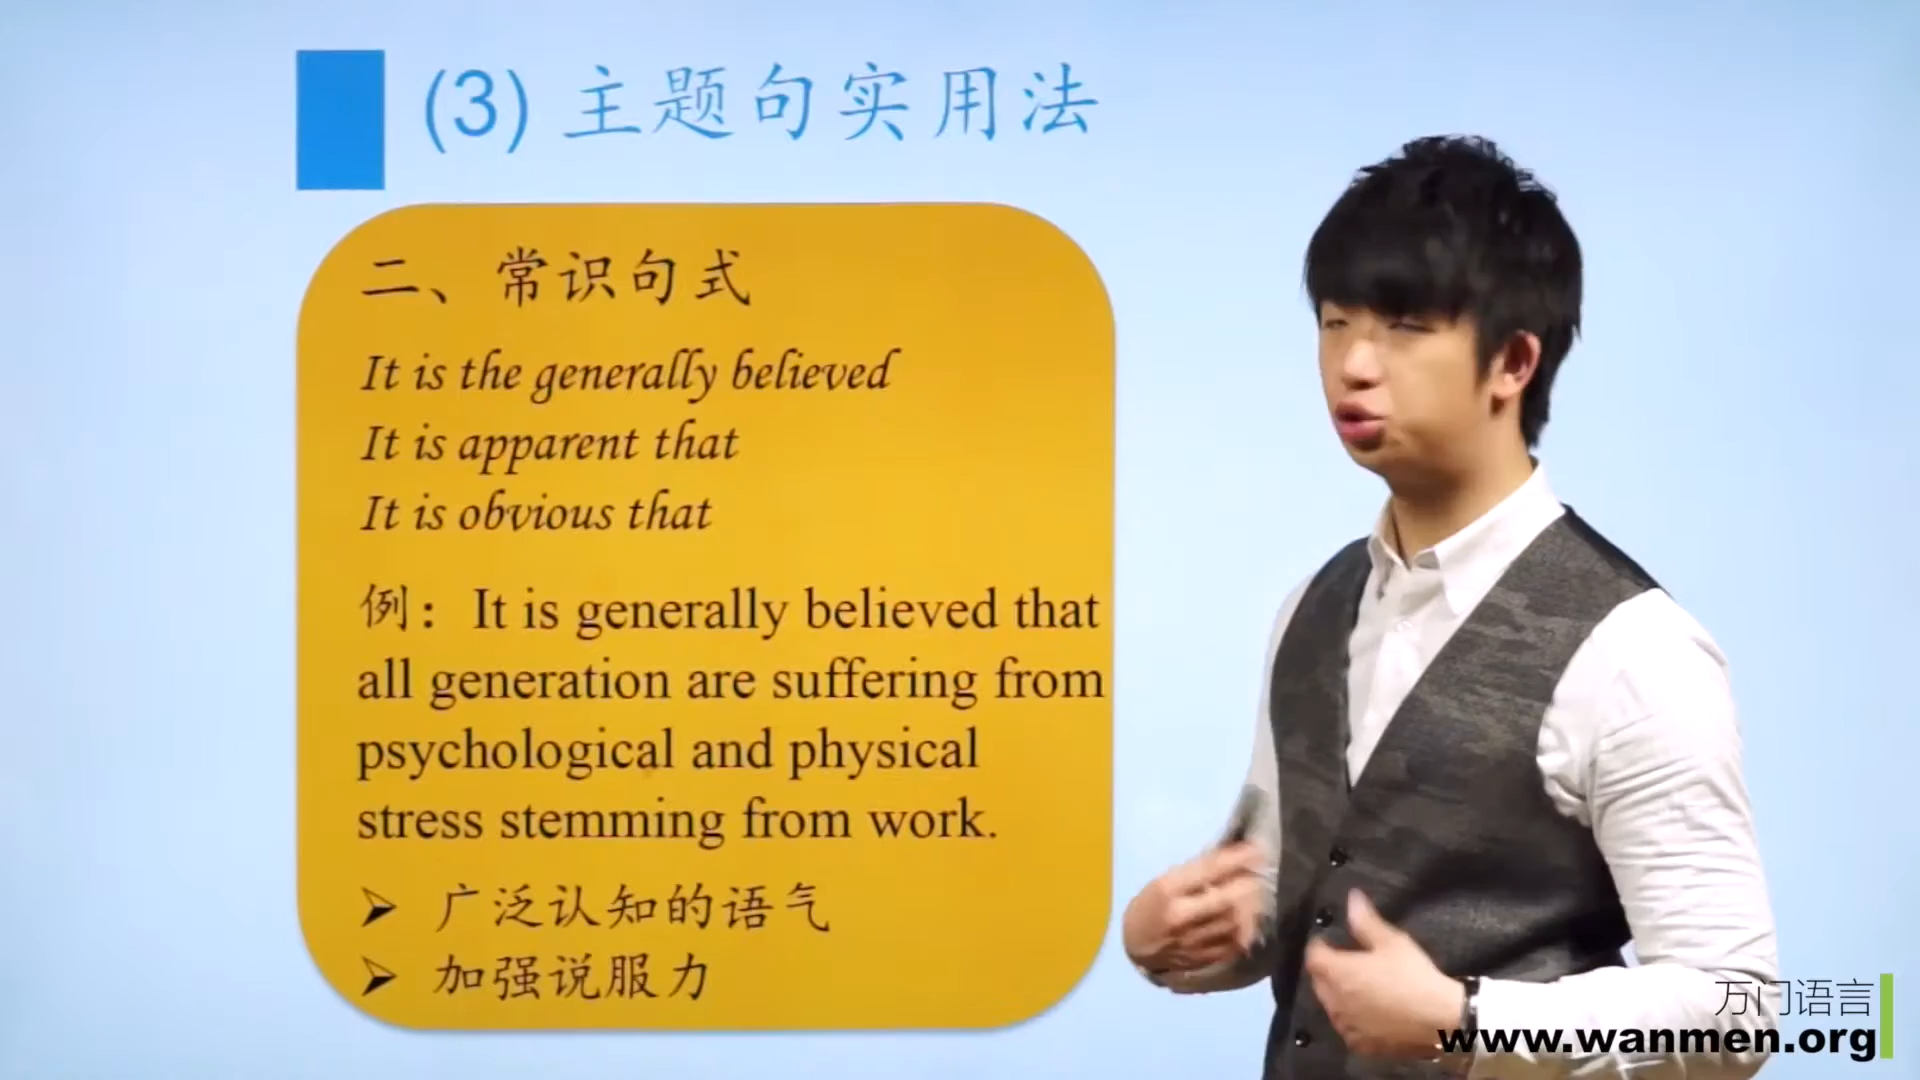 (3) 主题句实用法
二、常识句式
It is the generally believed
It is apparent that
It is obvious that
例：It is generally believed that
all generation are suffering from
psychological and physical
stress stemming from work.
➢ 广泛认知的语气
➢ 加强说服力
万门语言
www.wanmen.org